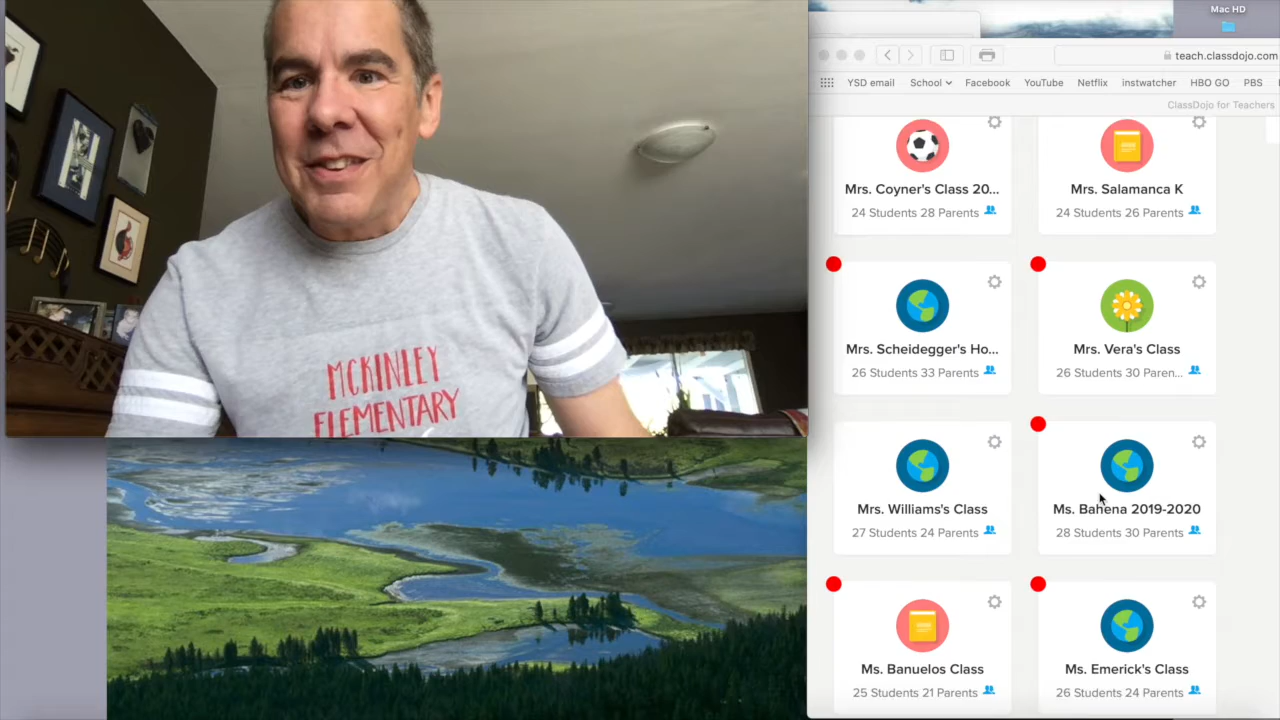 Mac HD
teach.classdojo.com
YSD email School Facebook YouTube Netflix instwatcher HBO GO PBS
ClassDojo for Teachers
Mrs. Coyner's Class 20...
24 Students 28 Parents
Mrs. Salamanca K
24 Students 26 Parents
Mrs. Scheidegger's Ho...
26 Students 33 Parents
Mrs. Vera's Class
26 Students 30 Paren...
Mrs. Williams's Class
27 Students 24 Parents
Ms. Bahena 2019-2020
28 Students 30 Parents
Ms. Banuelos Class
25 Students 21 Parents
Ms. Emerick's Class
26 Students 24 Parents
MCKINLEY
ELEMENTARY